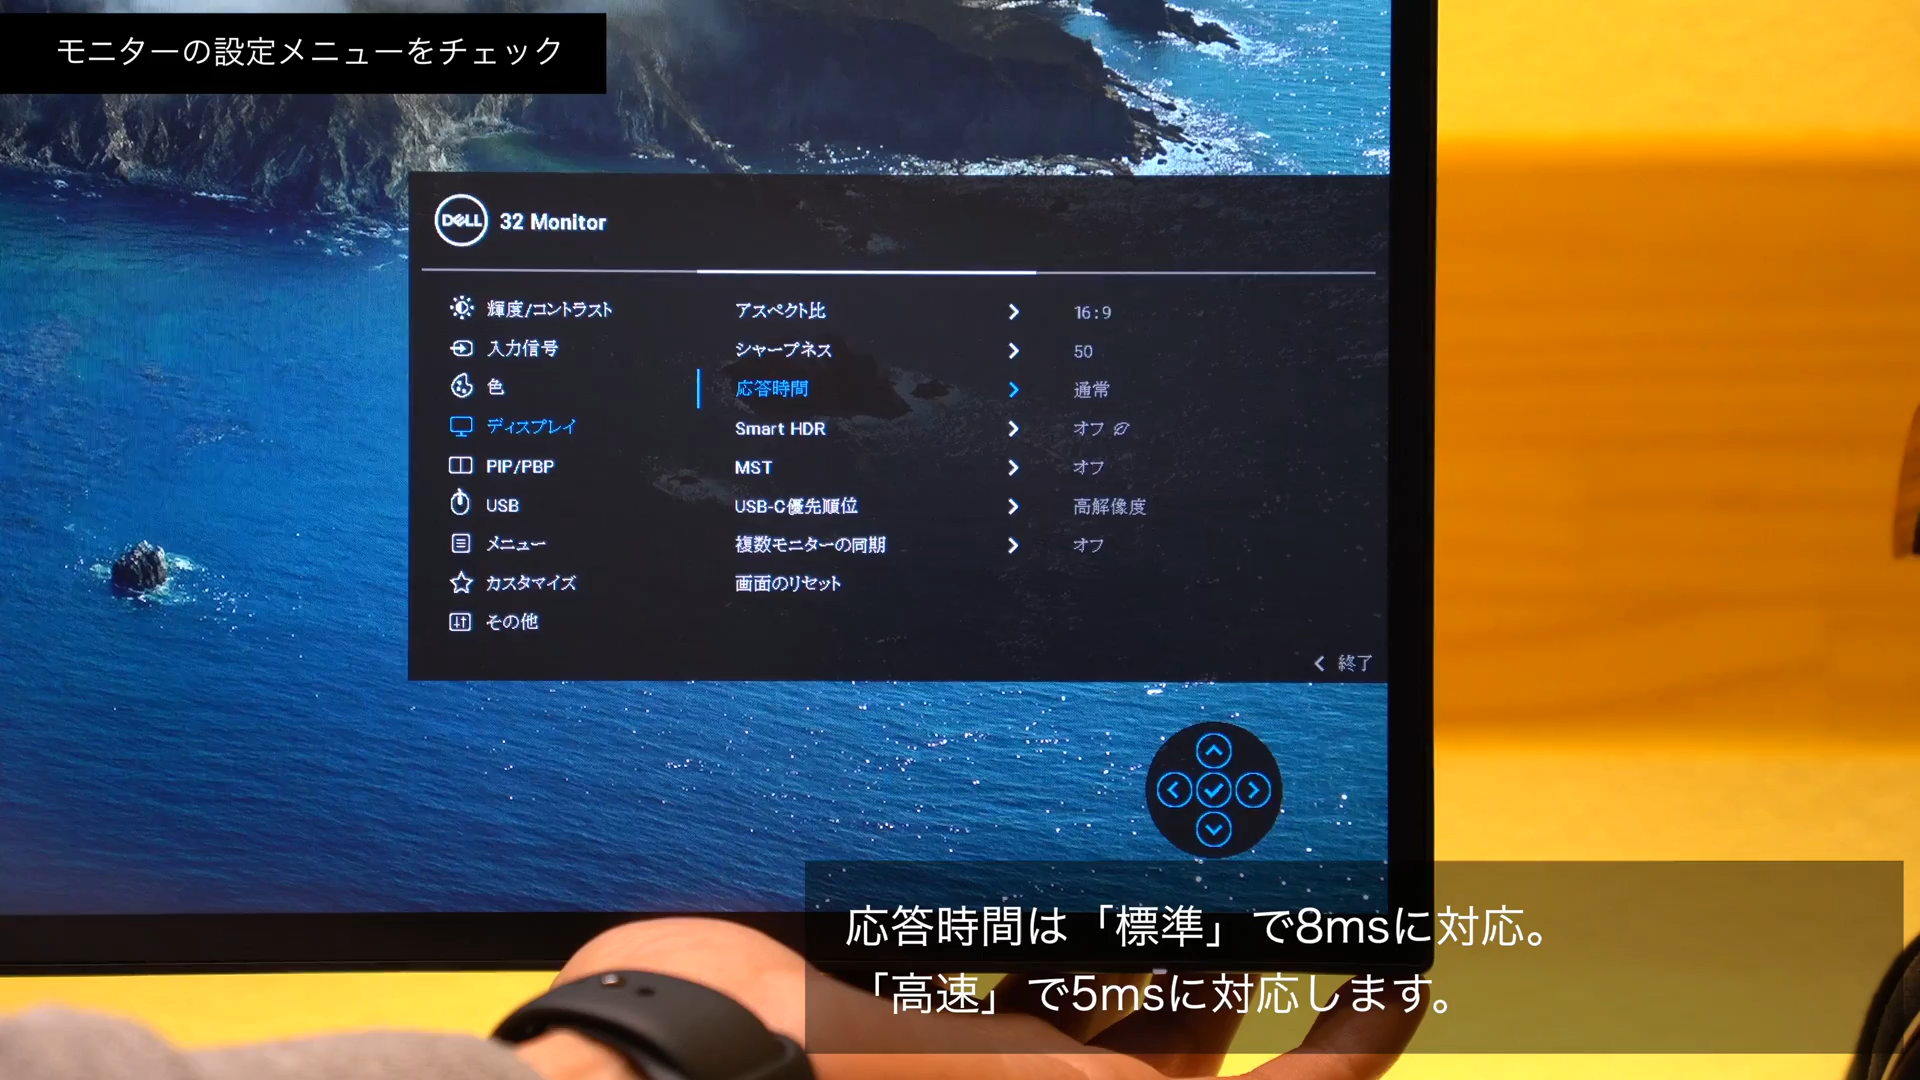 モニターの設定メニューをチェック
DELL 32 Monitor
輝度/コントラスト
入力信号
色
ディスプレイ
PIP/PBP
USB
メニュー
カスタマイズ
その他
アスペクト比 16:9
シャープネス 50
応答時間 通常
Smart HDR オフ
MST オフ
USB-C優先順位 高解像度
複数モニターの同期 オフ
画面のリセット
終了
応答時間は「標準」で8msに対応。
「高速」で5msに対応します。